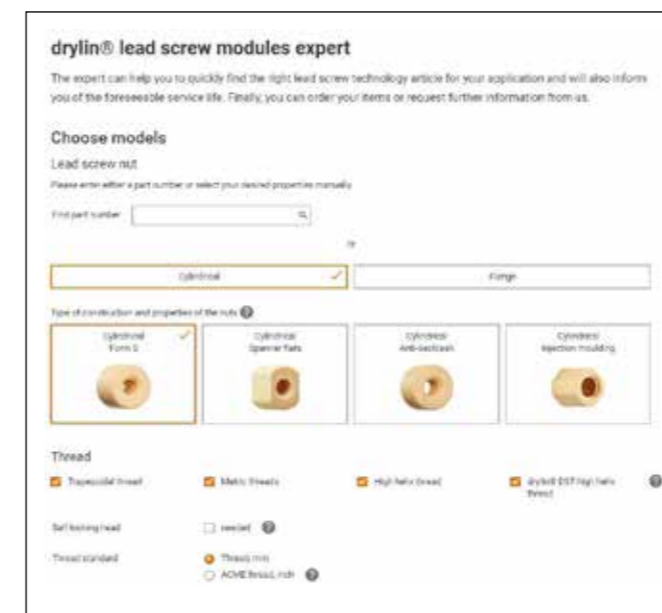 drylin® lead screw modules expert
The expert can help you to quickly find the right lead screw technology article for your application and will also inform
you of the foreseeable service life. Finally, you can order your items or request further information from us.
Choose models
Lead screw nut
Please enter either a part number or select your desired properties manually
Find part number
or
Cylindrical
Flange
Type of construction and properties of the nuts
Cylindrical
Form S
Cylindrical
Spanner flats
Cylindrical
Anti-backlash
Cylindrical
Injection moulding
Thread
Trapezoidal thread
Metric threads
High helix thread
drylin® DST high helix
thread
Self locking
needed
Thread standard
Thread, mm
ACME thread, inch